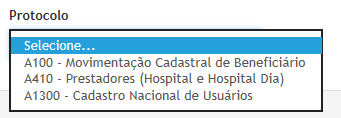 Protocolo
Selecione...
A100 - Movimentação Cadastral de Beneficiário
A410 - Prestadores (Hospital e Hospital Dia)
A1300 - Cadastro Nacional de Usuários